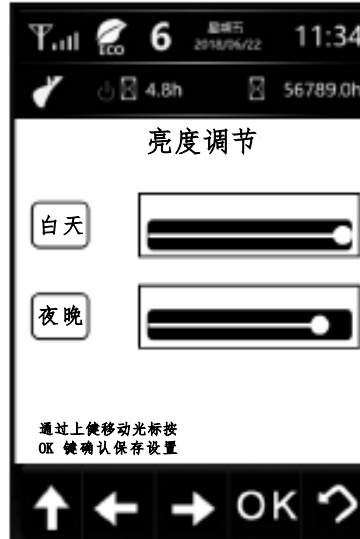 ECO 6 星期五 2018/06/22 11:34
4.8h 56789.0h
亮度调节
白天
夜晚
通过上健移动光标按
OK 键确认保存设置
OK